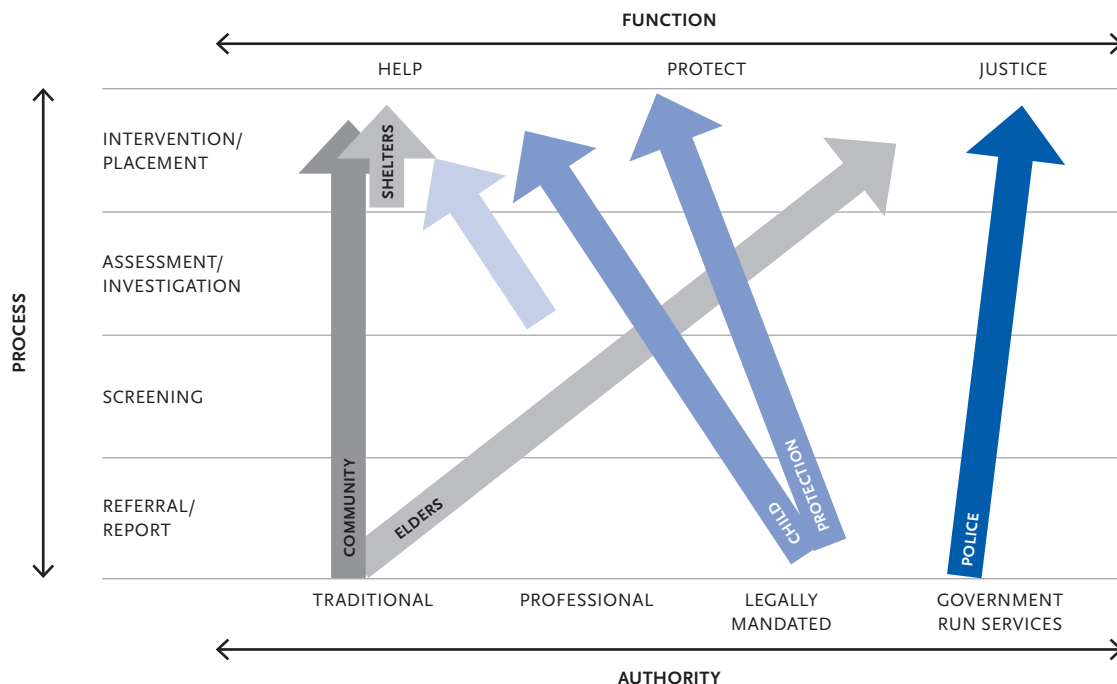 FUNCTION
HELP
PROTECT
JUSTICE
PROCESS
INTERVENTION/
PLACEMENT
SHELTERS
ASSESSMENT/
INVESTIGATION
SCREENING
REFERRAL/
REPORT
COMMUNITY
ELDERS
CHILD
PROTECTION
POLICE
TRADITIONAL
PROFESSIONAL
LEGALLY
MANDATED
GOVERNMENT
RUN SERVICES
AUTHORITY